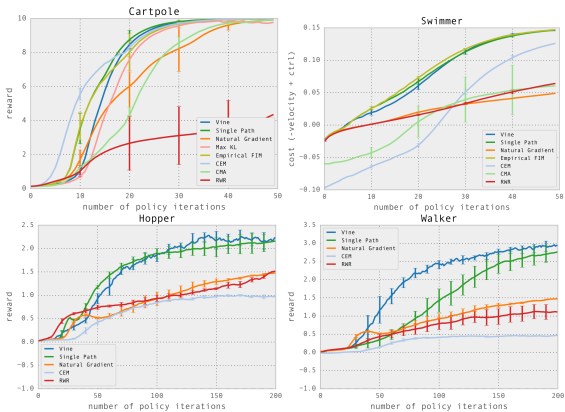 Cartpole
10
8
6
4
2
0
reward
0 10 20 30 40 50
number of policy iterations
Vine
Single Path
Natural Gradient
Max KL
Empirical FIM
CEM
CMA
RWR
Swimmer
0.15
0.10
0.05
0.00
−0.05
−0.10
cost (-velocity + ctrl)
0 10 20 30 40 50
number of policy iterations
Vine
Single Path
Natural Gradient
Empirical FIM
CEM
CMA
RWR
Hopper
2.5
2.0
1.5
1.0
0.5
0.0
−0.5
−1.0
reward
0 50 100 150 200
number of policy iterations
Vine
Single Path
Natural Gradient
CEM
RWR
Walker
3.5
3.0
2.5
2.0
1.5
1.0
0.5
0.0
−0.5
−1.0
reward
0 50 100 150 200
number of policy iterations
Vine
Single Path
Natural Gradient
CEM
RWR